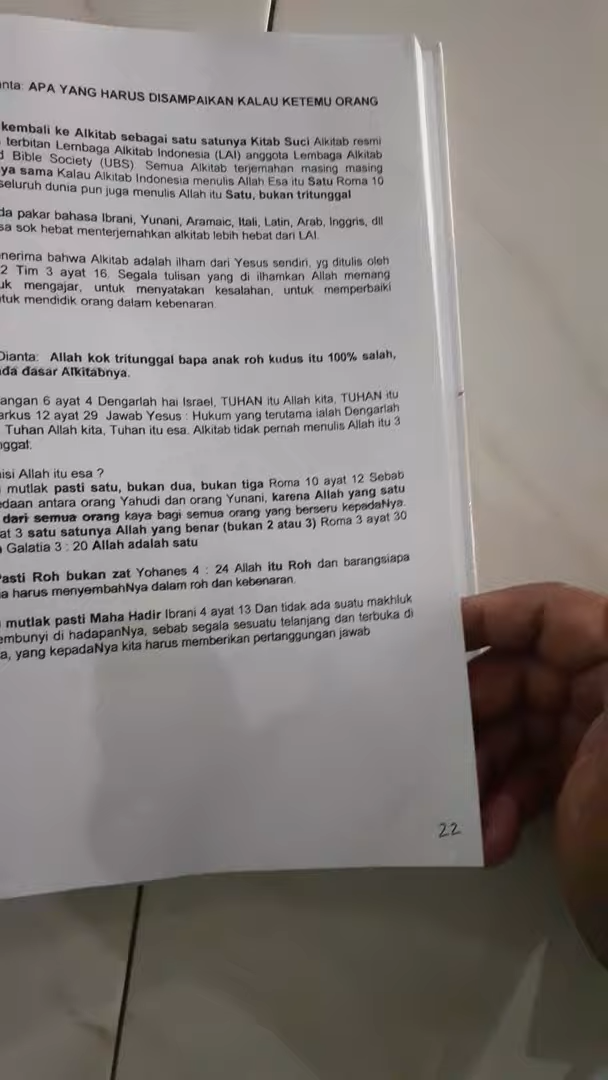 nta: APA YANG HARUS DISAMPAIKAN KALAU KETEMU ORANG
kembali ke Alkitab sebagai satu satunya Kitab Suci Alkitab resmi
terbitan Lembaga Alkitab Indonesia (LAI) anggota Lembaga Alkitab
d Bible Society (UBS). Semua Alkitab terjemahan masing masing
ya sama Kalau Alkitab Indonesia menulis Allah Esa itu Satu Roma 10
seluruh dunia pun juga menulis Allah itu Satu, bukan tritunggal
da pakar bahasa Ibrani, Yunani, Aramaic, Itali, Latin, Arab, Inggris, dll
sa sok hebat menterjemahkan alkitab lebih hebat dari LAI.
nerima bahwa Alkitab adalah ilham dari Yesus sendiri, yg ditulis oleh
2 Tim 3 ayat 16. Segala tulisan yang di ilhamkan Allah memang
uk mengajar, untuk menyatakan kesalahan, untuk memperbaiki
tuk mendidik orang dalam kebenaran.
Dianta: Allah kok tritunggal bapa anak roh kudus itu 100% salah,
da dasar Alkitabnya.
angan 6 ayat 4 Dengarlah hai Israel, TUHAN itu Allah kita, TUHAN itu
arkus 12 ayat 29 Jawab Yesus : Hukum yang terutama ialah Dengarlah
Tuhan Allah kita, Tuhan itu esa. Alkitab tidak pernah menulis Allah itu 3
nggal.
nisi Allah itu esa ?
mutlak pasti satu, bukan dua, bukan tiga Roma 10 ayat 12 Sebab
edaan antara orang Yahudi dan orang Yunani, karena Allah yang satu
dari semua orang kaya bagi semua orang yang berseru kepadaNya.
at 3 satu satunya Allah yang benar (bukan 2 atau 3) Roma 3 ayat 30
Galatia 3 : 20 Allah adalah satu
Pasti Roh bukan zat Yohanes 4 : 24 Allah itu Roh dan barangsiapa
a harus menyembahNya dalam roh dan kebenaran.
mutlak pasti Maha Hadir Ibrani 4 ayat 13 Dan tidak ada suatu makhluk
embunyi di hadapanNya, sebab segala sesuatu telanjang dan terbuka di
a, yang kepadaNya kita harus memberikan pertanggungan jawab
22